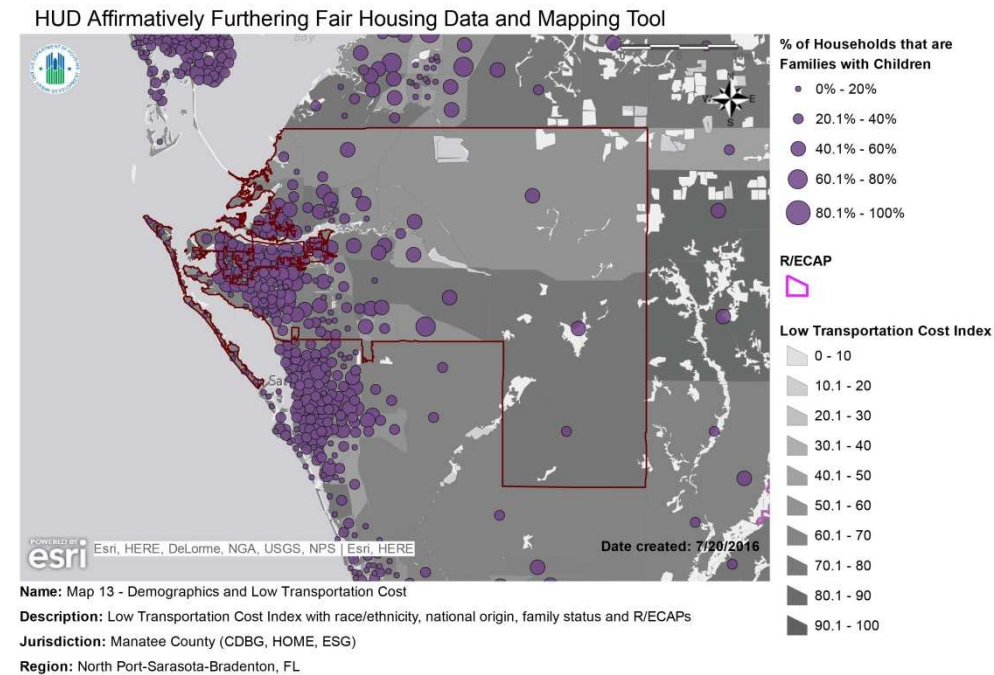 HUD Affirmatively Furthering Fair Housing Data and Mapping Tool
% of Households that are
Families with Children
0% - 20%
20.1% - 40%
40.1% - 60%
60.1% - 80%
80.1% - 100%
R/ECAP
Low Transportation Cost Index
0 - 10
10.1 - 20
20.1 - 30
30.1 - 40
40.1 - 50
50.1 - 60
60.1 - 70
70.1 - 80
80.1 - 90
90.1 - 100
Bay
N
W E
S
POWERED BY
esri
Esri, HERE, DeLorme, NGA, USGS, NPS | Esri, HERE
Date created: 7/20/2016
Name: Map 13 - Demographics and Low Transportation Cost
Description: Low Transportation Cost Index with race/ethnicity, national origin, family status and R/ECAPs
Jurisdiction: Manatee County (CDBG, HOME, ESG)
Region: North Port-Sarasota-Bradenton, FL